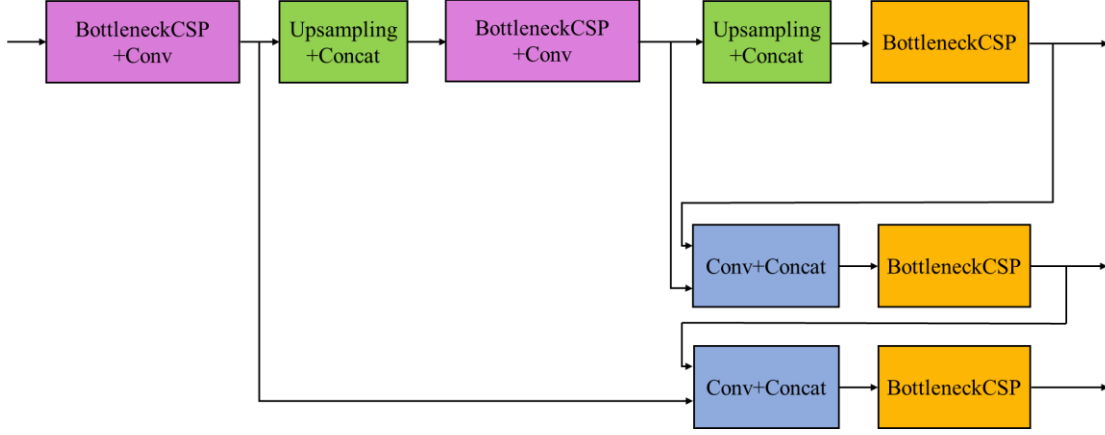 BottleneckCSP
+Conv
Upsampling
+Concat
BottleneckCSP
+Conv
Upsampling
+Concat
BottleneckCSP
Conv+Concat
BottleneckCSP
Conv+Concat
BottleneckCSP